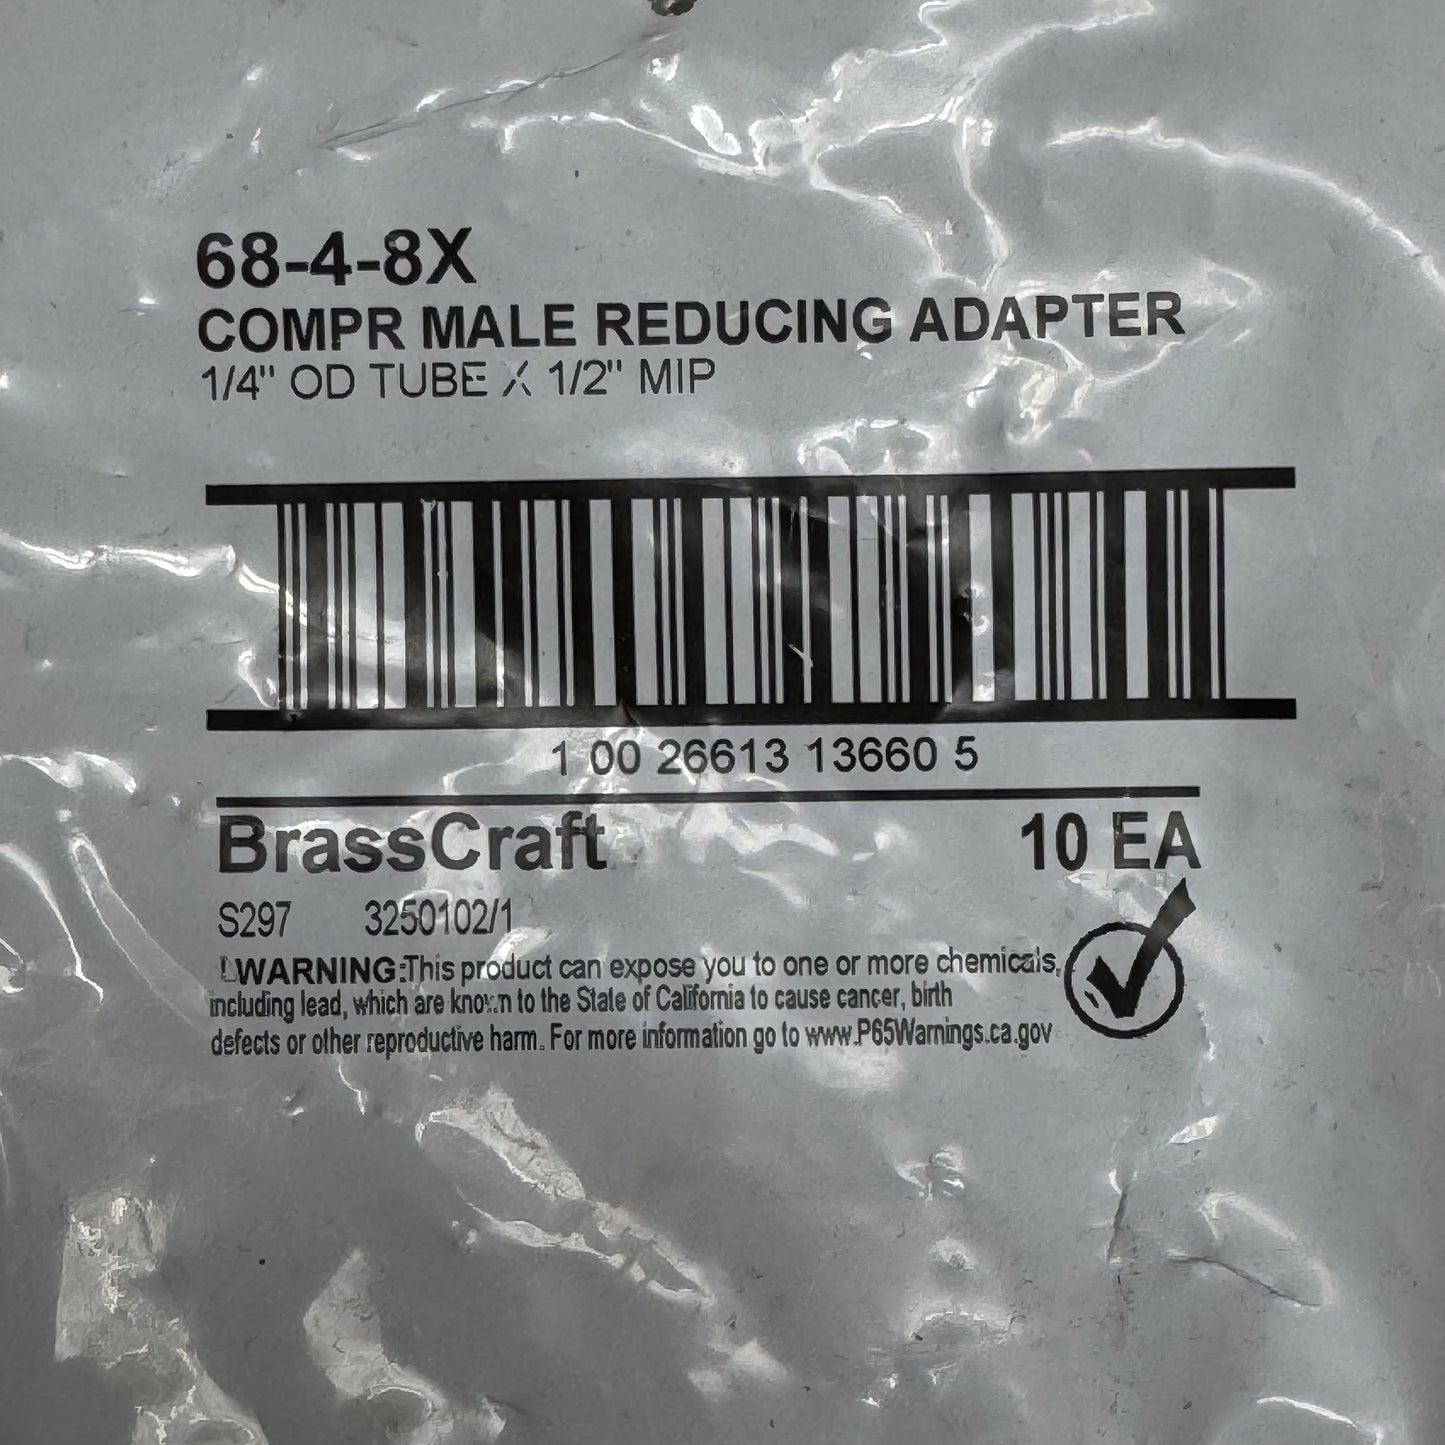 68-4-8X
COMPR MALE REDUCING ADAPTER
1/4" OD TUBE X 1/2" MIP
1 00 26613 13660 5
BrassCraft 10 EA
S297 3250102/1
WARNING:This product can expose you to one or more chemicals,
including lead, which are known to the State of California to cause cancer, birth
defects or other reproductive harm. For more information go to www.P65Warnings.ca.gov